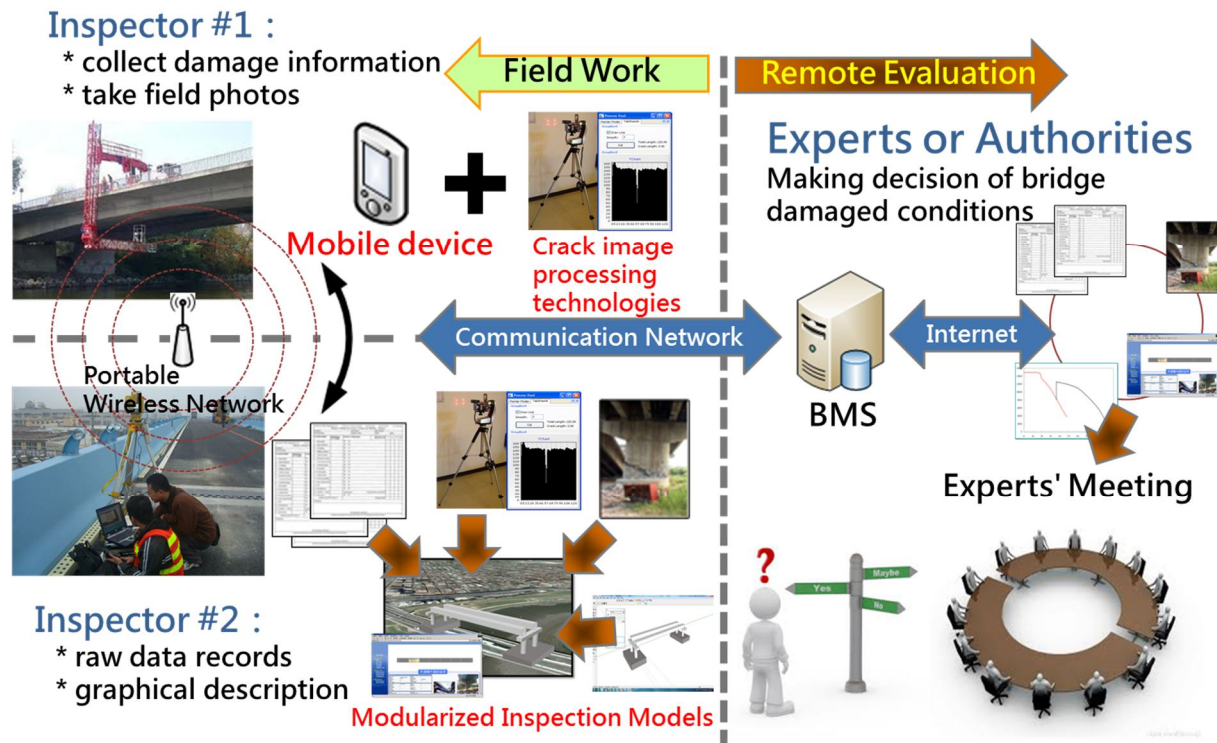 Inspector #1：
* collect damage information
* take field photos
Field Work
Remote Evaluation
Mobile device
Crack image
processing
technologies
Experts or Authorities
Making decision of bridge
damaged conditions
Portable
Wireless Network
Communication Network
BMS
Internet
Experts' Meeting
Inspector #2：
* raw data records
* graphical description
Modularized Inspection Models
?
Yes
Maybe
No